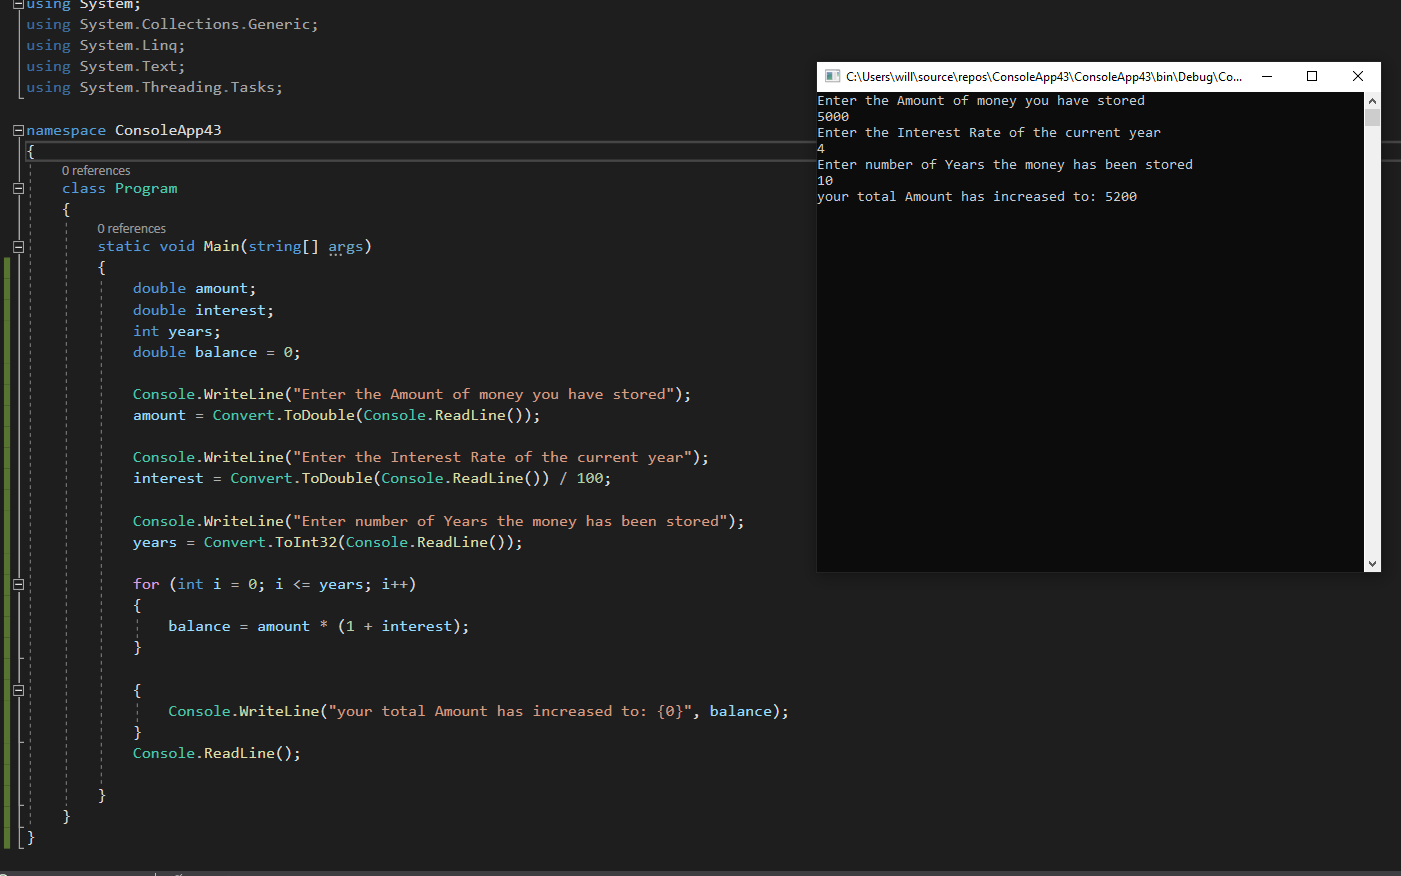 using System;
using System.Collections.Generic;
using System.Linq;
using System.Text;
using System.Threading.Tasks;
namespace ConsoleApp43
{
0 references
class Program
{
0 references
static void Main(string[] args)
{
double amount;
double interest;
int years;
double balance = 0;
Console.WriteLine("Enter the Amount of money you have stored");
amount = Convert.ToDouble(Console.ReadLine());
Console.WriteLine("Enter the Interest Rate of the current year");
interest = Convert.ToDouble(Console.ReadLine()) / 100;
Console.WriteLine("Enter number of Years the money has been stored");
years = Convert.ToInt32(Console.ReadLine());
for (int i = 0; i <= years; i++)
{
balance = amount * (1 + interest);
}
{
Console.WriteLine("your total Amount has increased to: {0}", balance);
}
Console.ReadLine();
}
}
}
C:\Users\will\source\repos\ConsoleApp43\ConsoleApp43\bin\Debug\Co...
Enter the Amount of money you have stored
5000
Enter the Interest Rate of the current year
4
Enter number of Years the money has been stored
10
your total Amount has increased to: 5200